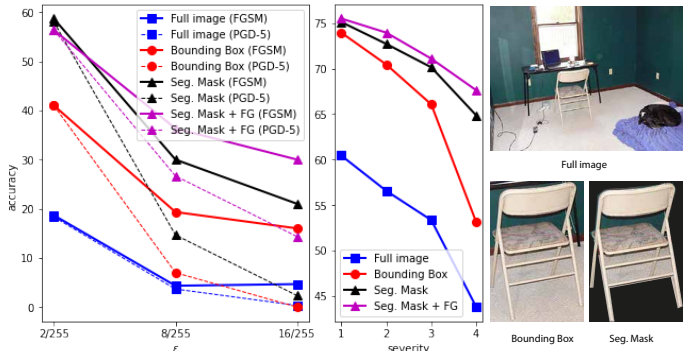 60
50
40
30
20
10
0
accuracy
2/255
8/255
16/255
ε
Full image (FGSM)
Full image (PGD-5)
Bounding Box (FGSM)
Bounding Box (PGD-5)
Seg. Mask (FGSM)
Seg. Mask (PGD-5)
Seg. Mask + FG (FGSM)
Seg. Mask + FG (PGD-5)
75
70
65
60
55
50
45
Full image
Bounding Box
Seg. Mask
Seg. Mask + FG
1
2
3
4
severity
Full image
Bounding Box
Seg. Mask